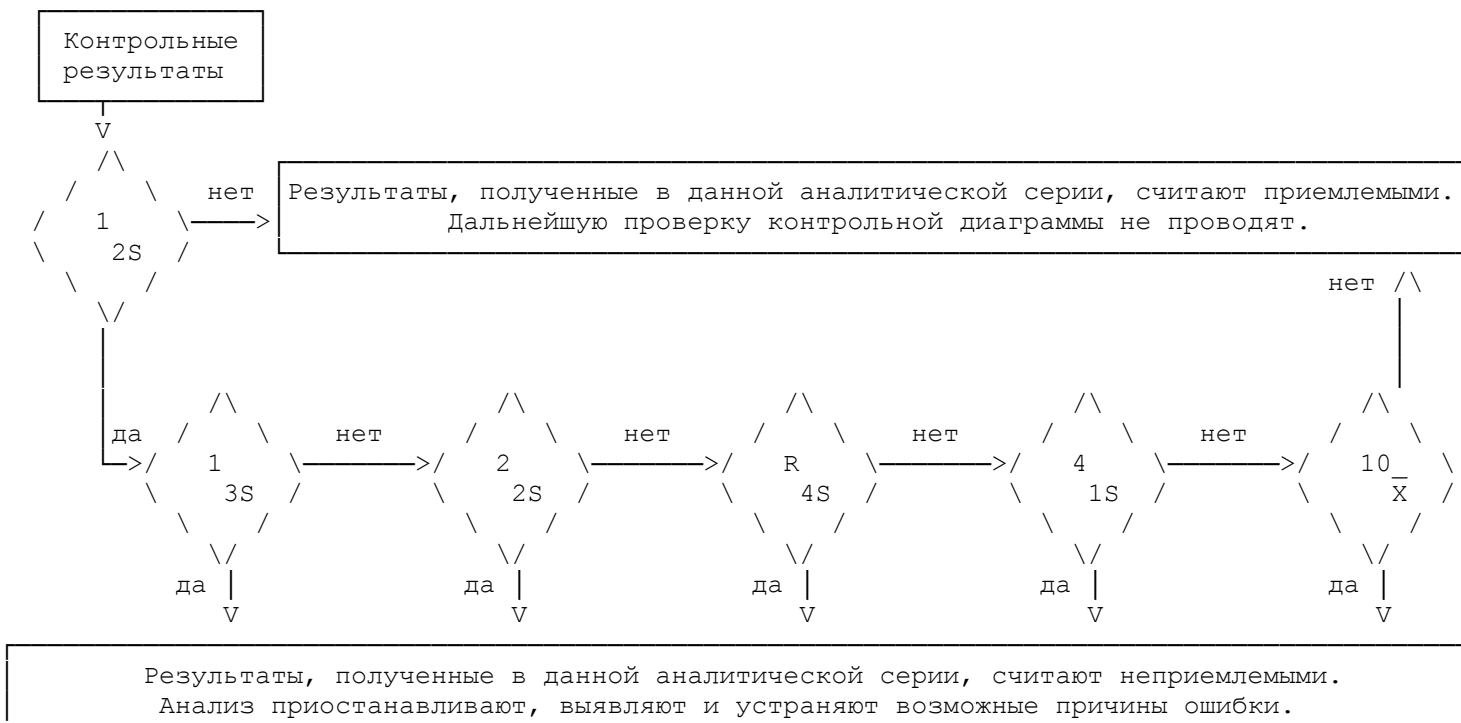 Контрольные
результаты
V
нет
Результаты, полученные в данной аналитической серии, считают приемлемыми.
1
2S
Дальнейшую проверку контрольной диаграммы не проводят.
нет
да нет нет нет нет
1 2 R 4 10
3S 2S 4S 1S X̅
да да да да да
V V V V V
Результаты, полученные в данной аналитической серии, считают неприемлемыми.
Анализ приостанавливают, выявляют и устраняют возможные причины ошибки.